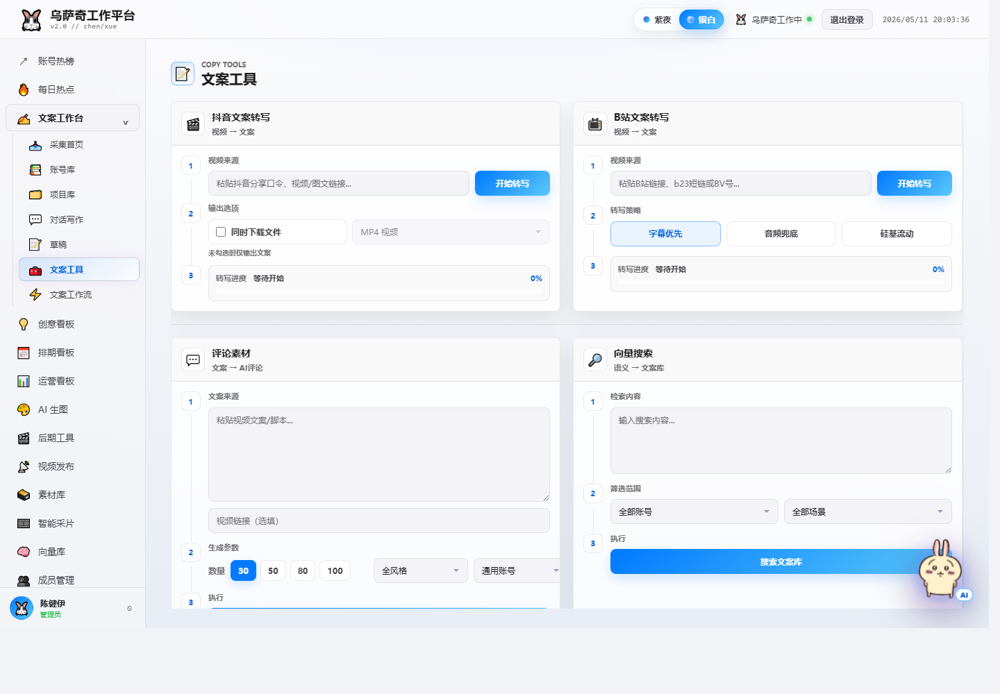 乌萨奇工作平台
v2.0 // chen/xue
紫夜
银白
乌萨奇工作中
退出登录
2026/05/11 20:03:36
账号热榜
每日热点
文案工作台
v
采集首页
账号库
项目库
对话写作
草稿
文案工具
文案工作流
创意看板
排期看板
运营看板
AI 生图
后期工具
视频发布
素材库
智能采片
向量库
成员管理
陈健伊
管理员
COPY TOOLS
文案工具
抖音文案转写
视频 → 文案
1
视频来源
粘贴抖音分享口令、视频/图文链接...
开始转写
2
输出选项
同时下载文件
MP4 视频
未勾选时仅输出文案
3
转写进度 等待开始 0%
B站文案转写
视频 → 文案
1
视频来源
粘贴B站链接、b23短链或BV号...
开始转写
2
转写策略
字幕优先
音频兜底
硅基流动
3
转写进度 等待开始 0%
评论素材
文案 → AI评论
1
文案来源
粘贴视频文案/脚本...
视频链接（选填）
2
生成参数
数量 30 50 80 100 全风格 通用账号
3
执行
向量搜索
语义 → 文案库
1
检索内容
输入搜索内容...
2
筛选范围
全部账号
全部场景
3
执行
搜索文案库
AI